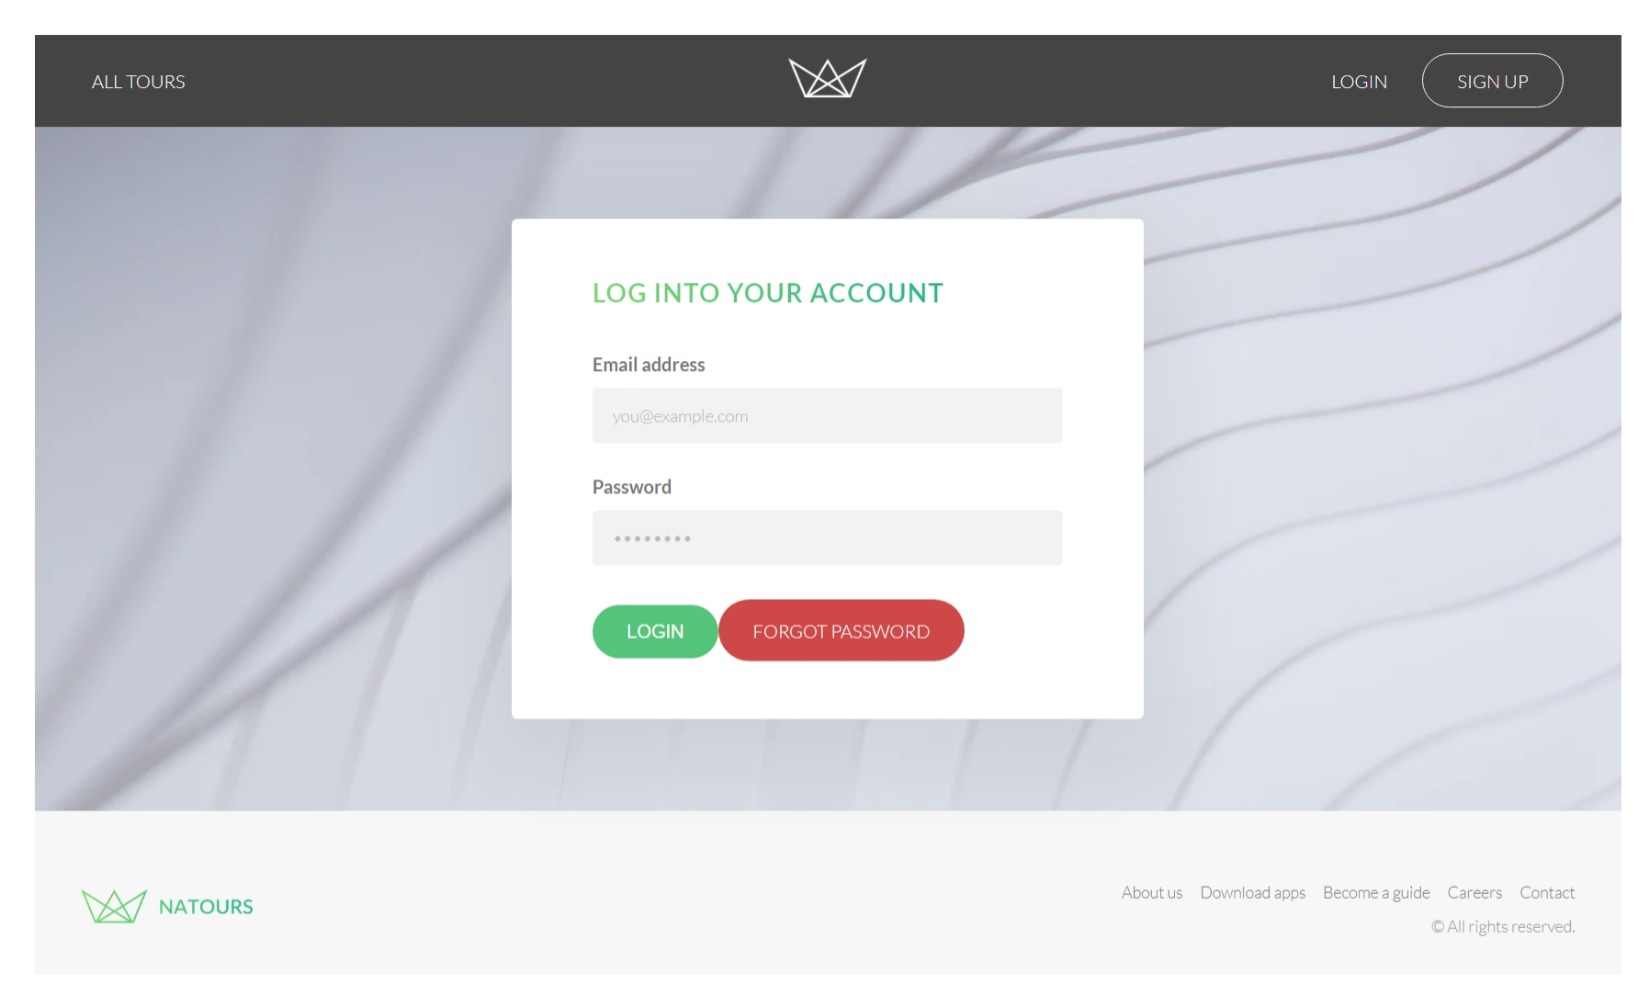 ALL TOURS
LOGIN
SIGN UP
LOG INTO YOUR ACCOUNT
Email address
you@example.com
Password
••••••••
LOGIN
FORGOT PASSWORD
NATOURS
About us Download apps Become a guide Careers Contact
© All rights reserved.